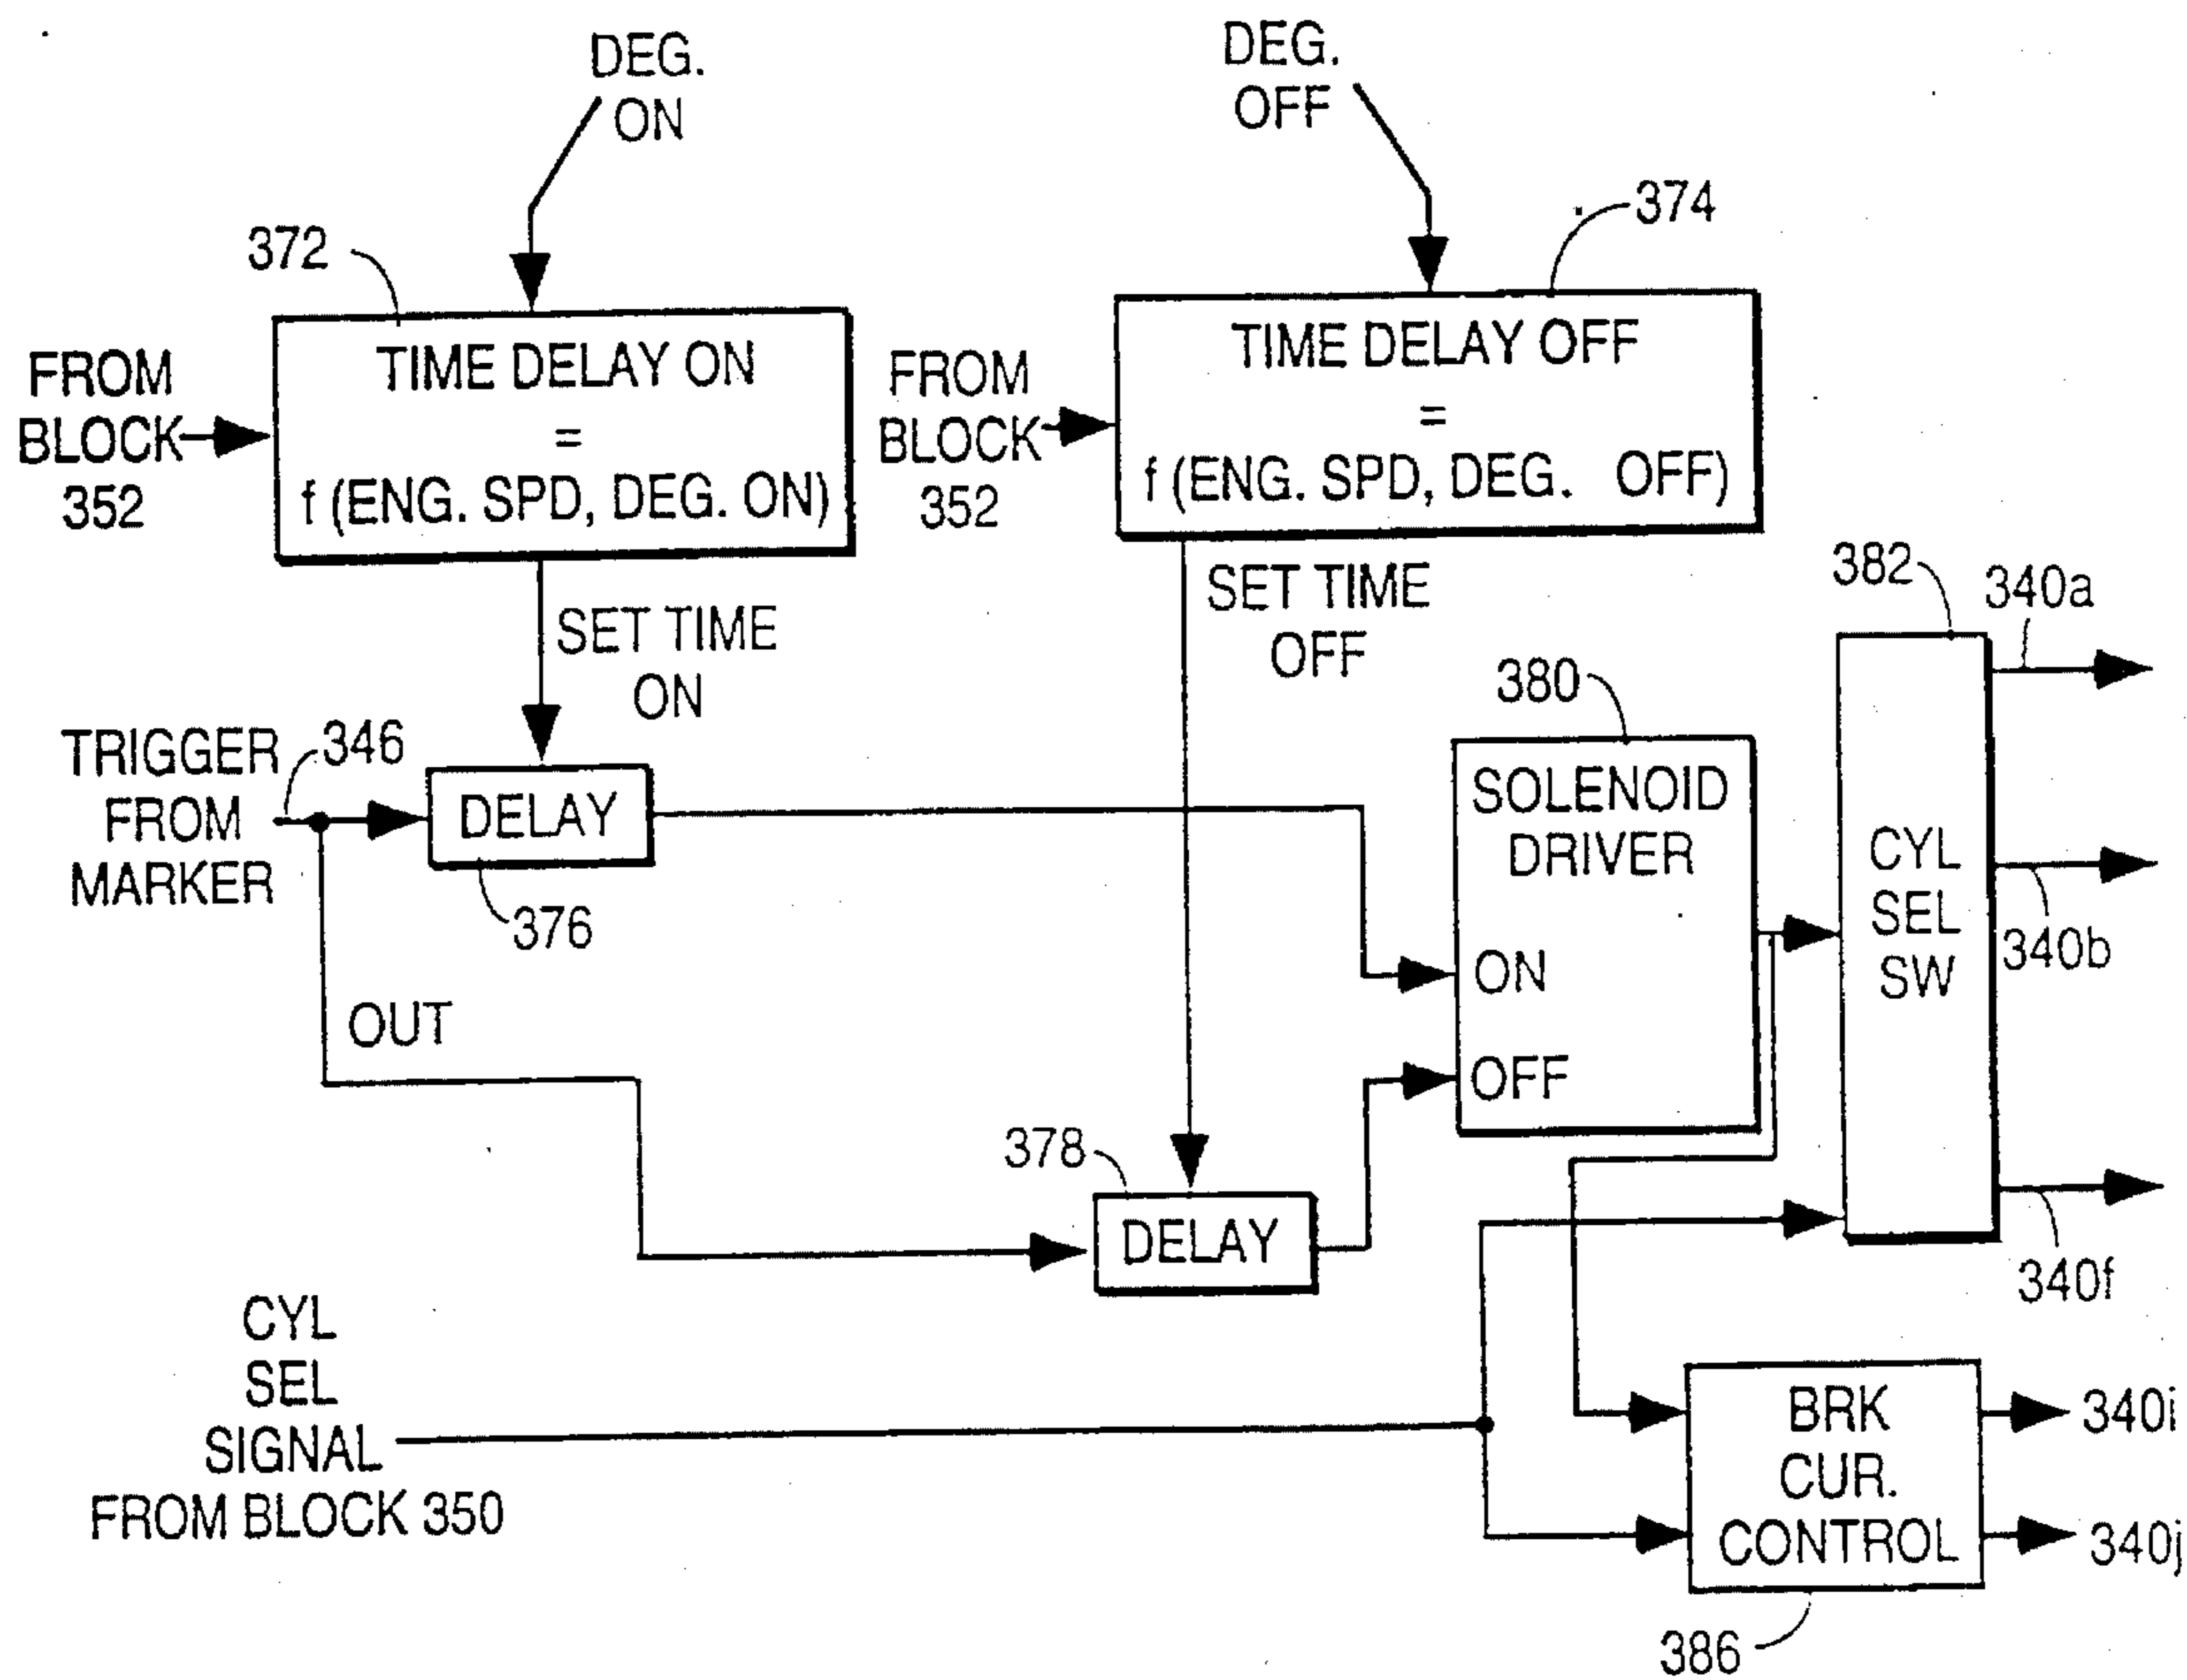 DEG.
ON
DEG.
OFF
372
374
FROM
BLOCK
352
TIME DELAY ON
=
f (ENG. SPD, DEG. ON)
FROM
BLOCK
352
TIME DELAY OFF
=
f (ENG. SPD, DEG. OFF)
SET TIME
ON
SET TIME
OFF
382
340a
380
TRIGGER
FROM
MARKER
346
DELAY
376
SOLENOID
DRIVER
ON
OFF
CYL
SEL
SW
340b
OUT
378
DELAY
340f
CYL
SEL
SIGNAL
FROM BLOCK 350
BRK
CUR.
CONTROL
340i
340j
386